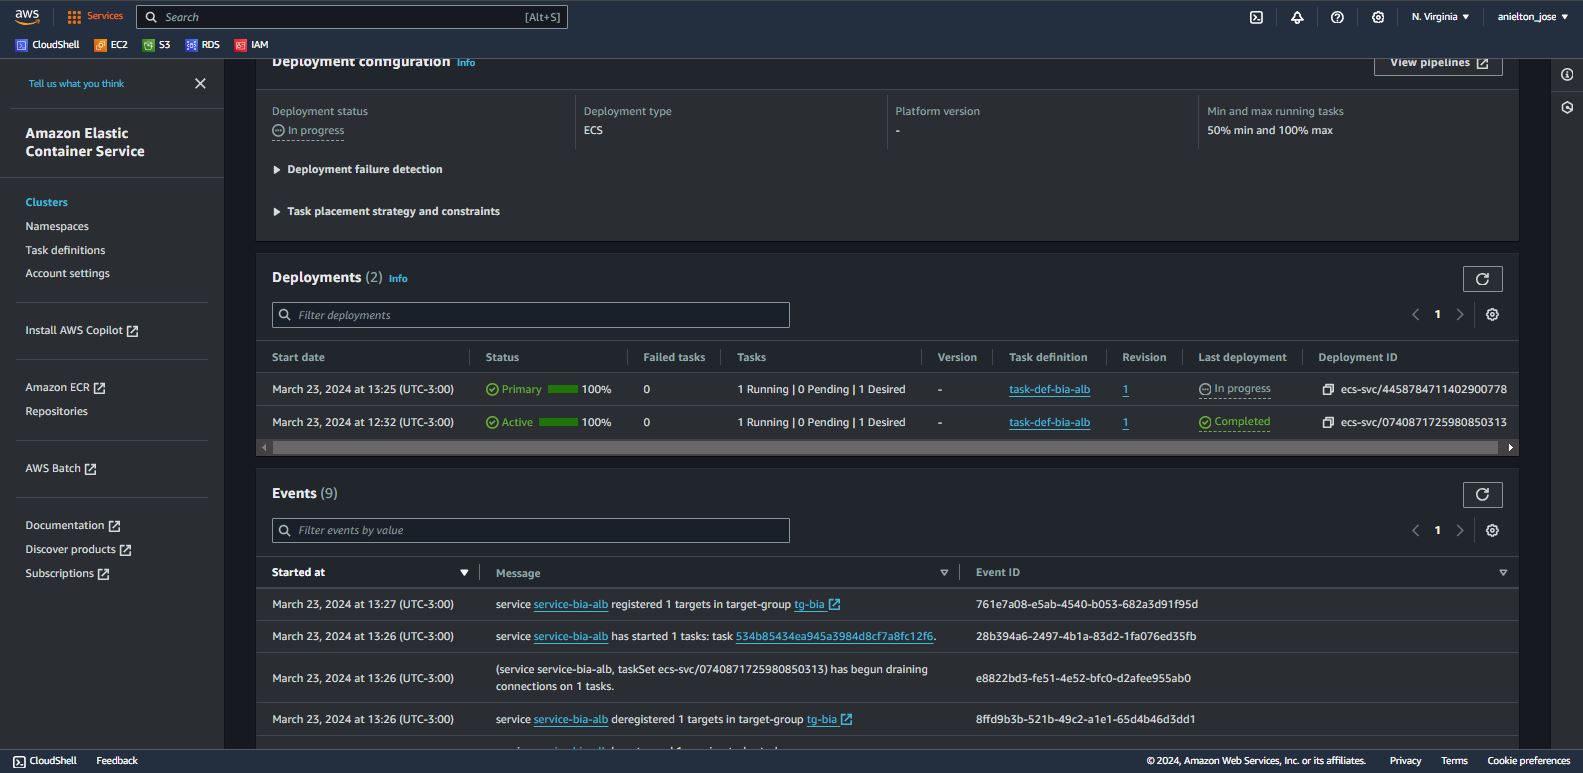 aws
Services
Search
[Alt+S]
N. Virginia
anielton_jose
CloudShell
EC2
S3
RDS
IAM
Tell us what you think
Amazon Elastic
Container Service
Clusters
Namespaces
Task definitions
Account settings
Install AWS Copilot
Amazon ECR
Repositories
AWS Batch
Documentation
Discover products
Subscriptions
Deployment configuration Info
View pipelines
Deployment status
In progress
Deployment type
ECS
Platform version
-
Min and max running tasks
50% min and 100% max
Deployment failure detection
Task placement strategy and constraints
Deployments (2) Info
Filter deployments
1
Start date Status Failed tasks Tasks Version Task definition Revision Last deployment Deployment ID
March 23, 2024 at 13:25 (UTC-3:00) Primary 100% 0 1 Running | 0 Pending | 1 Desired - task-def-bia-alb 1 In progress ecs-svc/4458784711402900778
March 23, 2024 at 12:32 (UTC-3:00) Active 100% 0 1 Running | 0 Pending | 1 Desired - task-def-bia-alb 1 Completed ecs-svc/0740871725980850313
Events (9)
Filter events by value
1
Started at Message Event ID
March 23, 2024 at 13:27 (UTC-3:00) service service-bia-alb registered 1 targets in target-group tg-bia 761e7a08-e5ab-4540-b053-682a3d91f95d
March 23, 2024 at 13:26 (UTC-3:00) service service-bia-alb has started 1 tasks: task 534b85434ea945a3984d8cf7a8fc12f6. 28b394a6-2497-4b1a-83d2-1fa076ed35fb
March 23, 2024 at 13:26 (UTC-3:00) (service service-bia-alb, taskSet ecs-svc/0740871725980850313) has begun draining
connections on 1 tasks. e8822bd3-fe51-4e52-bfc0-d2afee955ab0
March 23, 2024 at 13:26 (UTC-3:00) service service-bia-alb deregistered 1 targets in target-group tg-bia 8ffd9b3b-521b-49c2-a1e1-65d4b46d3dd1
CloudShell
Feedback
© 2024, Amazon Web Services, Inc. or its affiliates.
Privacy
Terms
Cookie preferences